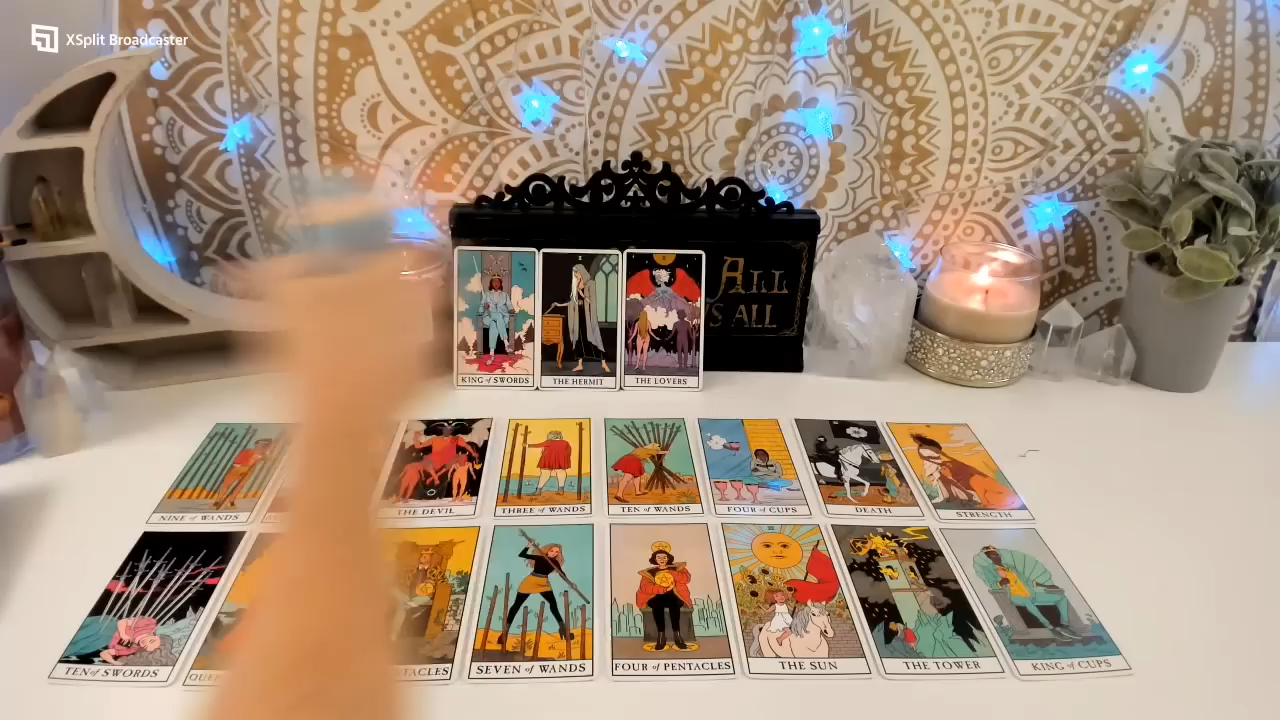 XSplit Broadcaster
ALL
IS ALL
KING of SWORDS
THE HERMIT
THE LOVERS
NINE of WANDS
THE DEVIL
THREE of WANDS
TEN of WANDS
FOUR of CUPS
DEATH
STRENGTH
TEN of SWORDS
SEVEN of WANDS
FOUR of PENTACLES
THE SUN
THE TOWER
KING of CUPS